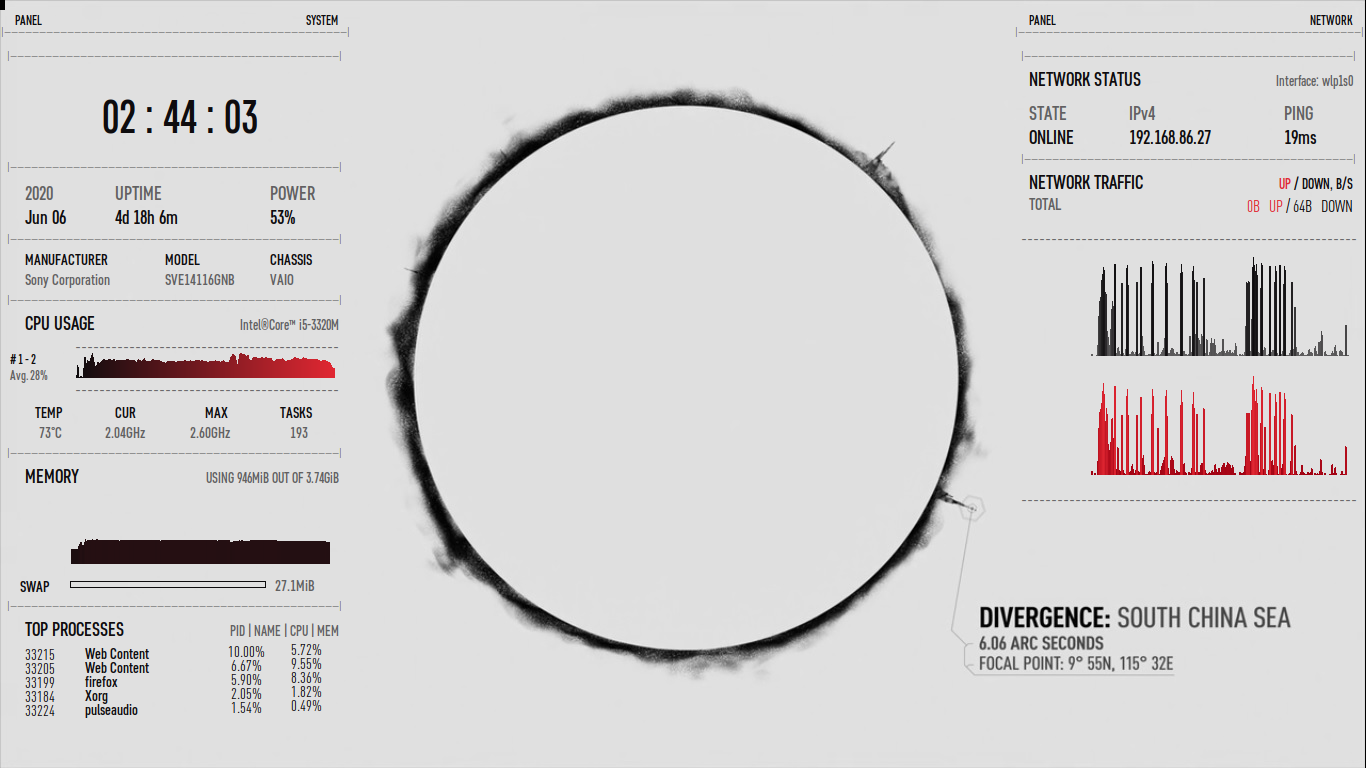 PANEL SYSTEM
02 : 44 : 03
2020 UPTIME POWER
Jun 06 4d 18h 6m 53%
MANUFACTURER MODEL CHASSIS
Sony Corporation SVE14116GNB VAIO
CPU USAGE Intel®Core™ i5-3320M
# 1 - 2
Avg. 28%
TEMP CUR MAX TASKS
73°C 2.04GHz 2.60GHz 193
MEMORY USING 946MiB OUT OF 3.74GiB
SWAP 27.1MiB
TOP PROCESSES PID | NAME | CPU | MEM
33215 Web Content 10.00% 5.72%
33205 Web Content 6.67% 9.55%
33199 firefox 5.90% 8.36%
33184 Xorg 2.05% 1.82%
33224 pulseaudio 1.54% 0.49%
PANEL NETWORK
NETWORK STATUS Interface: wlp1s0
STATE IPv4 PING
ONLINE 192.168.86.27 19ms
NETWORK TRAFFIC UP / DOWN, B/S
TOTAL 0B UP / 64B DOWN
DIVERGENCE: SOUTH CHINA SEA
6.06 ARC SECONDS
FOCAL POINT: 9° 55N, 115° 32E